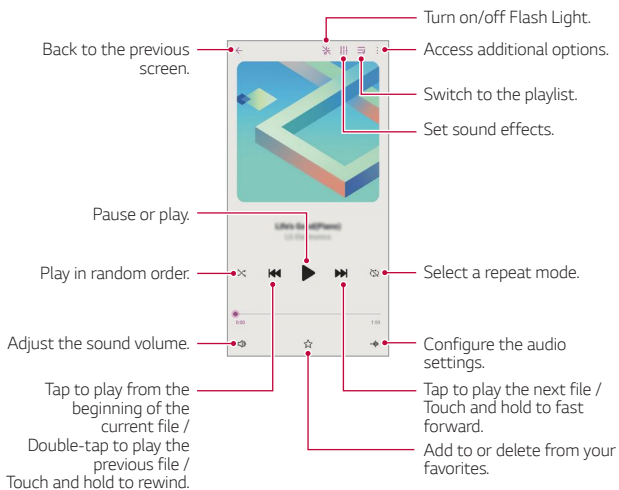 Turn on/off Flash Light.
Back to the previous
screen.
Access additional options.
Switch to the playlist.
Set sound effects.
Pause or play.
Play in random order.
Select a repeat mode.
0:00
Adjust the sound volume.
Configure the audio
settings.
Tap to play from the
beginning of the
current file /
Double-tap to play the
previous file /
Touch and hold to rewind.
Tap to play the next file /
Touch and hold to fast
forward.
Add to or delete from your
favorites.